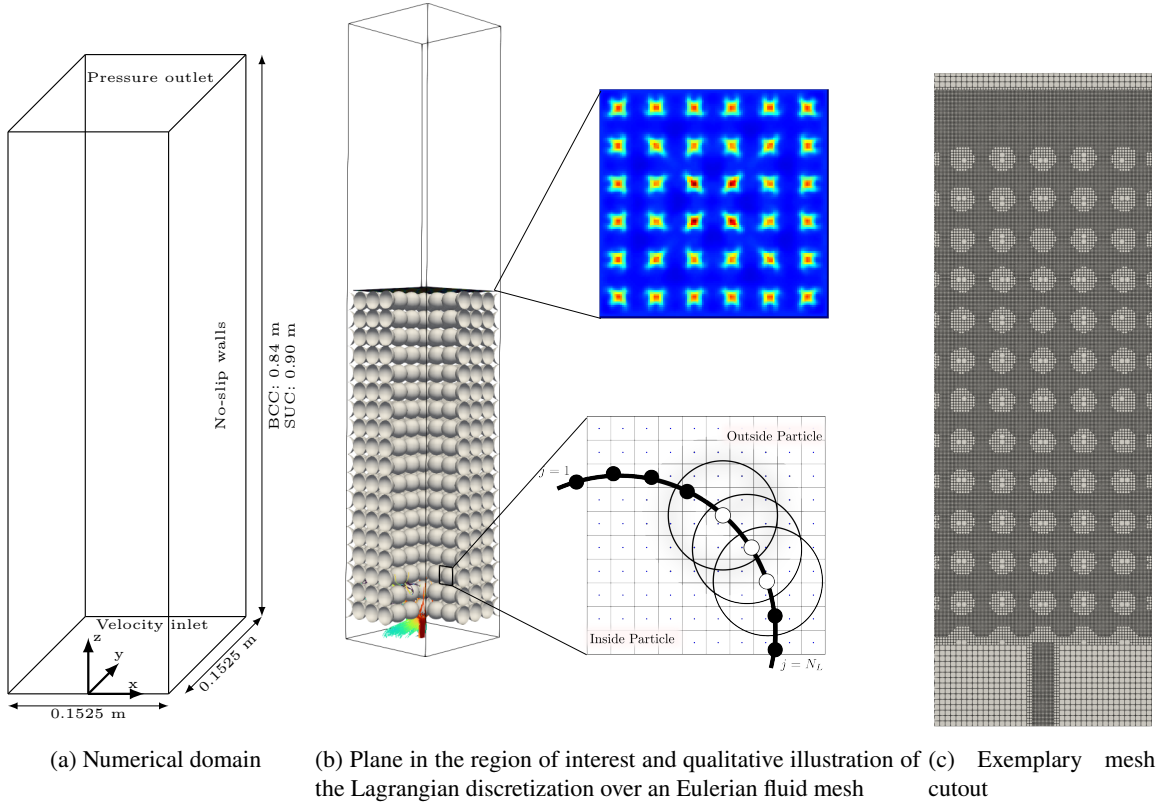 Pressure outlet
No-slip walls
BCC: 0.84 m
SUC: 0.90 m
Velocity inlet
z
y
x
0.1525 m
0.1525 m
Outside Particle
j = 1
Inside Particle
j = N_L
(a) Numerical domain
(b) Plane in the region of interest and qualitative illustration of
the Lagrangian discretization over an Eulerian fluid mesh
(c) Exemplary mesh
cutout